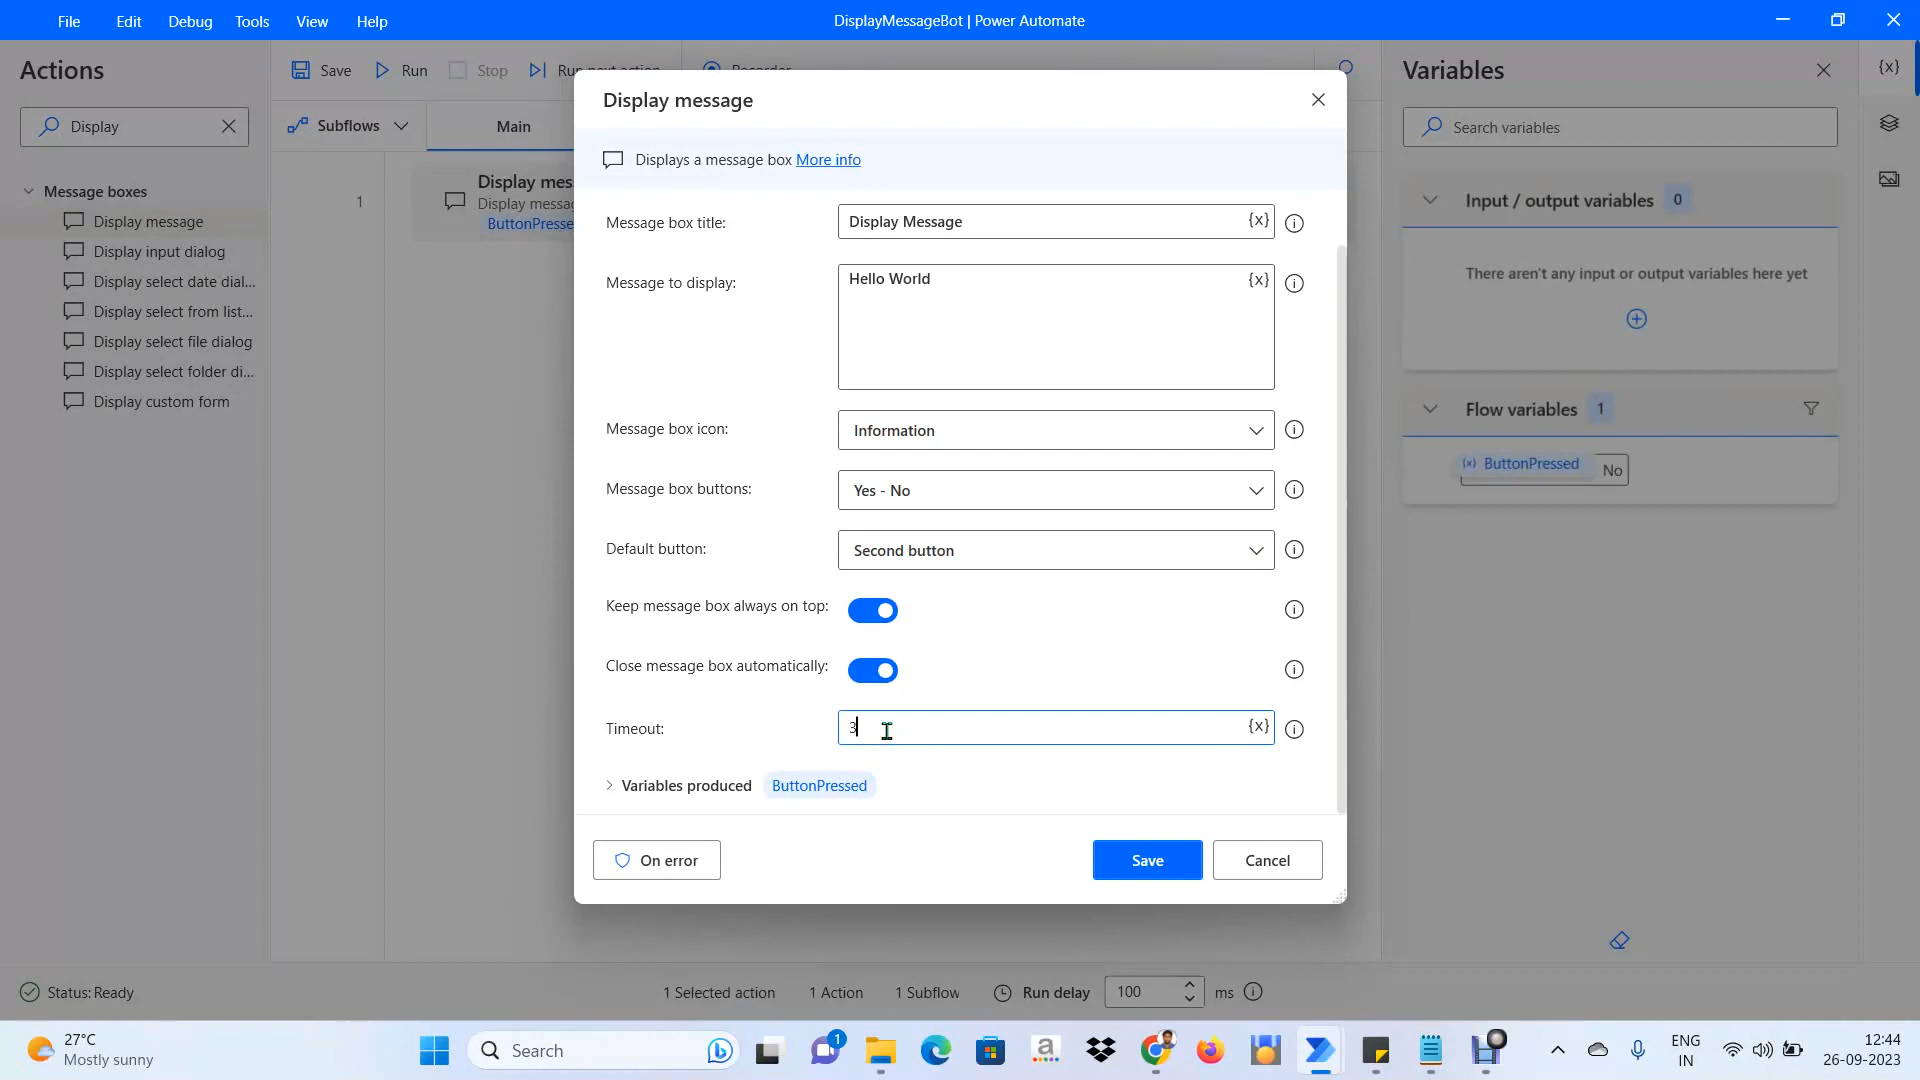 File Edit Debug Tools View Help
DisplayMessageBot | Power Automate
Actions
Display
Message boxes
Display message
Display input dialog
Display select date dial...
Display select from list...
Display select file dialog
Display select folder di...
Display custom form
Save Run Stop Run next action Recorder
Subflows Main
1
Display mes
Display messa
ButtonPresse
Display message
Displays a message box More info
Message box title: Display Message {x}
Message to display: Hello World {x}
Message box icon: Information
Message box buttons: Yes - No
Default button: Second button
Keep message box always on top:
Close message box automatically:
Timeout: 3 {x}
Variables produced ButtonPressed
On error Save Cancel
Variables {x}
Search variables
Input / output variables 0
There aren't any input or output variables here yet
Flow variables 1
{x} ButtonPressed No
Status: Ready 1 Selected action 1 Action 1 Subflow Run delay 100 ms
27°C
Mostly sunny
Search
1
a
ENG
IN
12:44
26-09-2023